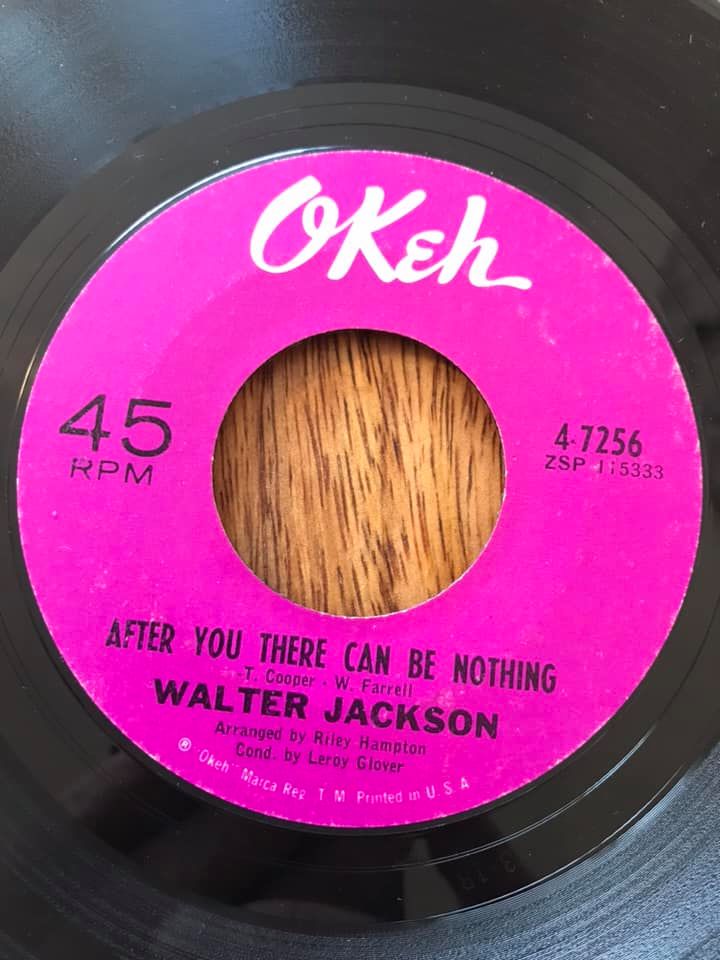 OKeh
45
RPM
4-7256
ZSP 115333
AFTER YOU THERE CAN BE NOTHING
-T. Cooper - W. Farrell
WALTER JACKSON
Arranged by Riley Hampton
Cond. by Leroy Glover
® "Okeh" Marca Reg. T M Printed in U.S.A